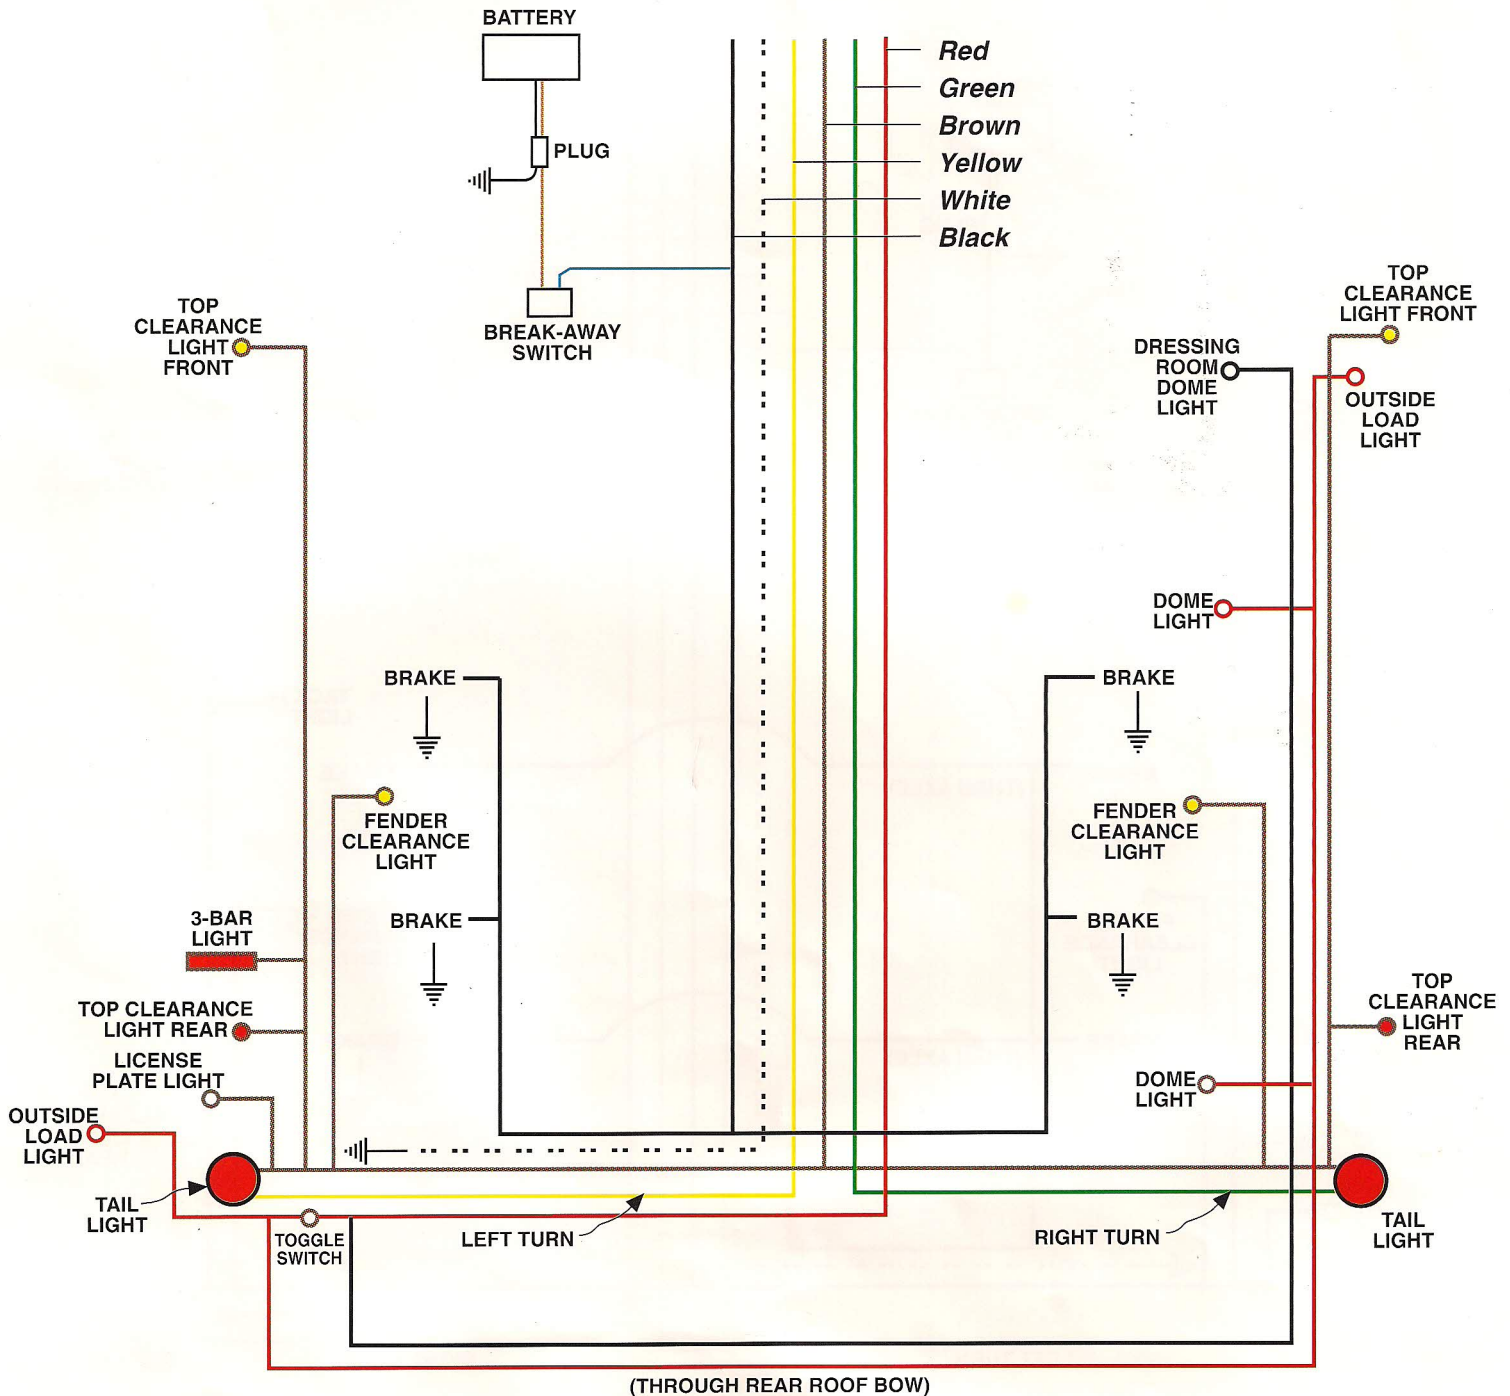 BATTERY
Red
Green
Brown
PLUG
Yellow
White
Black
TOP
CLEARANCE
LIGHT FRONT
TOP
CLEARANCE
LIGHT
FRONT
BREAK-AWAY
SWITCH
DRESSING
ROOM
DOME
LIGHT
OUTSIDE
LOAD
LIGHT
DOME
LIGHT
BRAKE
BRAKE
FENDER
CLEARANCE
LIGHT
FENDER
CLEARANCE
LIGHT
3-BAR
LIGHT
BRAKE
BRAKE
TOP CLEARANCE
LIGHT REAR
TOP
CLEARANCE
LIGHT
REAR
LICENSE
PLATE LIGHT
DOME
LIGHT
OUTSIDE
LOAD
LIGHT
TAIL
LIGHT
TOGGLE
SWITCH
LEFT TURN
RIGHT TURN
TAIL
LIGHT
(THROUGH REAR ROOF BOW)